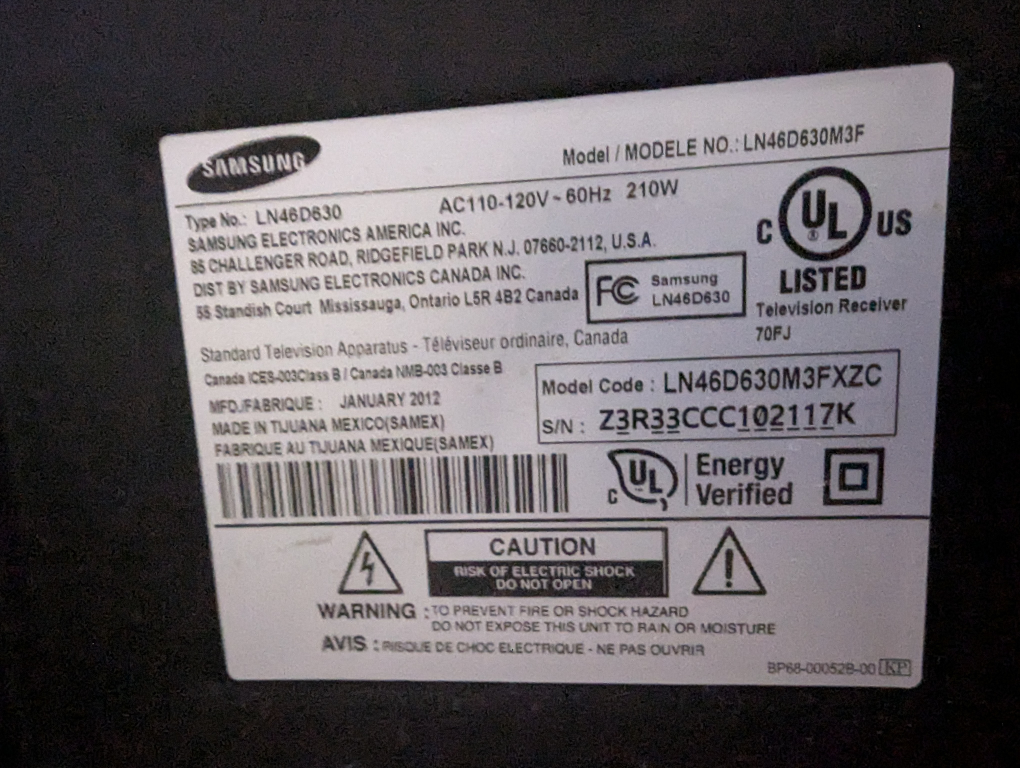 SAMSUNG
Model / MODELE NO.: LN46D630M3F
Type No.: LN46D630 AC110-120V ~ 60Hz 210W
SAMSUNG ELECTRONICS AMERICA INC.
85 CHALLENGER ROAD, RIDGEFIELD PARK N.J. 07660-2112, U.S.A.
DIST BY SAMSUNG ELECTRONICS CANADA INC.
55 Standish Court Mississauga, Ontario L5R 4B2 Canada
FC Samsung
LN46D630
C UL ® US
LISTED
Television Receiver
70FJ
Standard Television Apparatus - Téléviseur ordinaire, Canada
Canada ICES-003Class B / Canada NMB-003 Classe B
MFD./FABRIQUE : JANUARY 2012
MADE IN TIJUANA MEXICO(SAMEX)
FABRIQUE AU TIJUANA MEXIQUE(SAMEX)
Model Code : LN46D630M3FXZC
S/N : Z3R33CCC102117K
C UL Energy
Verified
CAUTION
RISK OF ELECTRIC SHOCK
DO NOT OPEN
WARNING : TO PREVENT FIRE OR SHOCK HAZARD
DO NOT EXPOSE THIS UNIT TO RAIN OR MOISTURE
AVIS : RISQUE DE CHOC ELECTRIQUE - NE PAS OUVRIR
BP68-00052B-00 KP